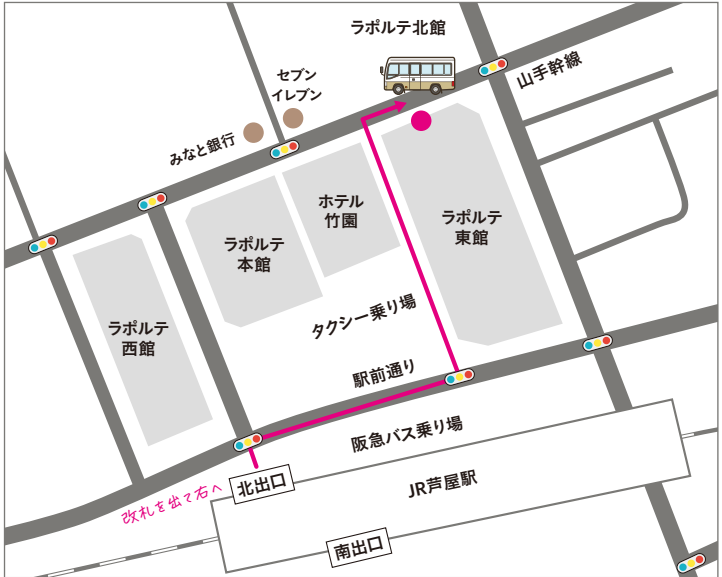 ラポルテ北館
セブン
イレブン
山手幹線
みなと銀行
ホテル
竹園
ラポルテ
東館
ラポルテ
本館
タクシー乗り場
ラポルテ
西館
駅前通り
阪急バス乗り場
改札を出て右へ
北出口
JR芦屋駅
南出口